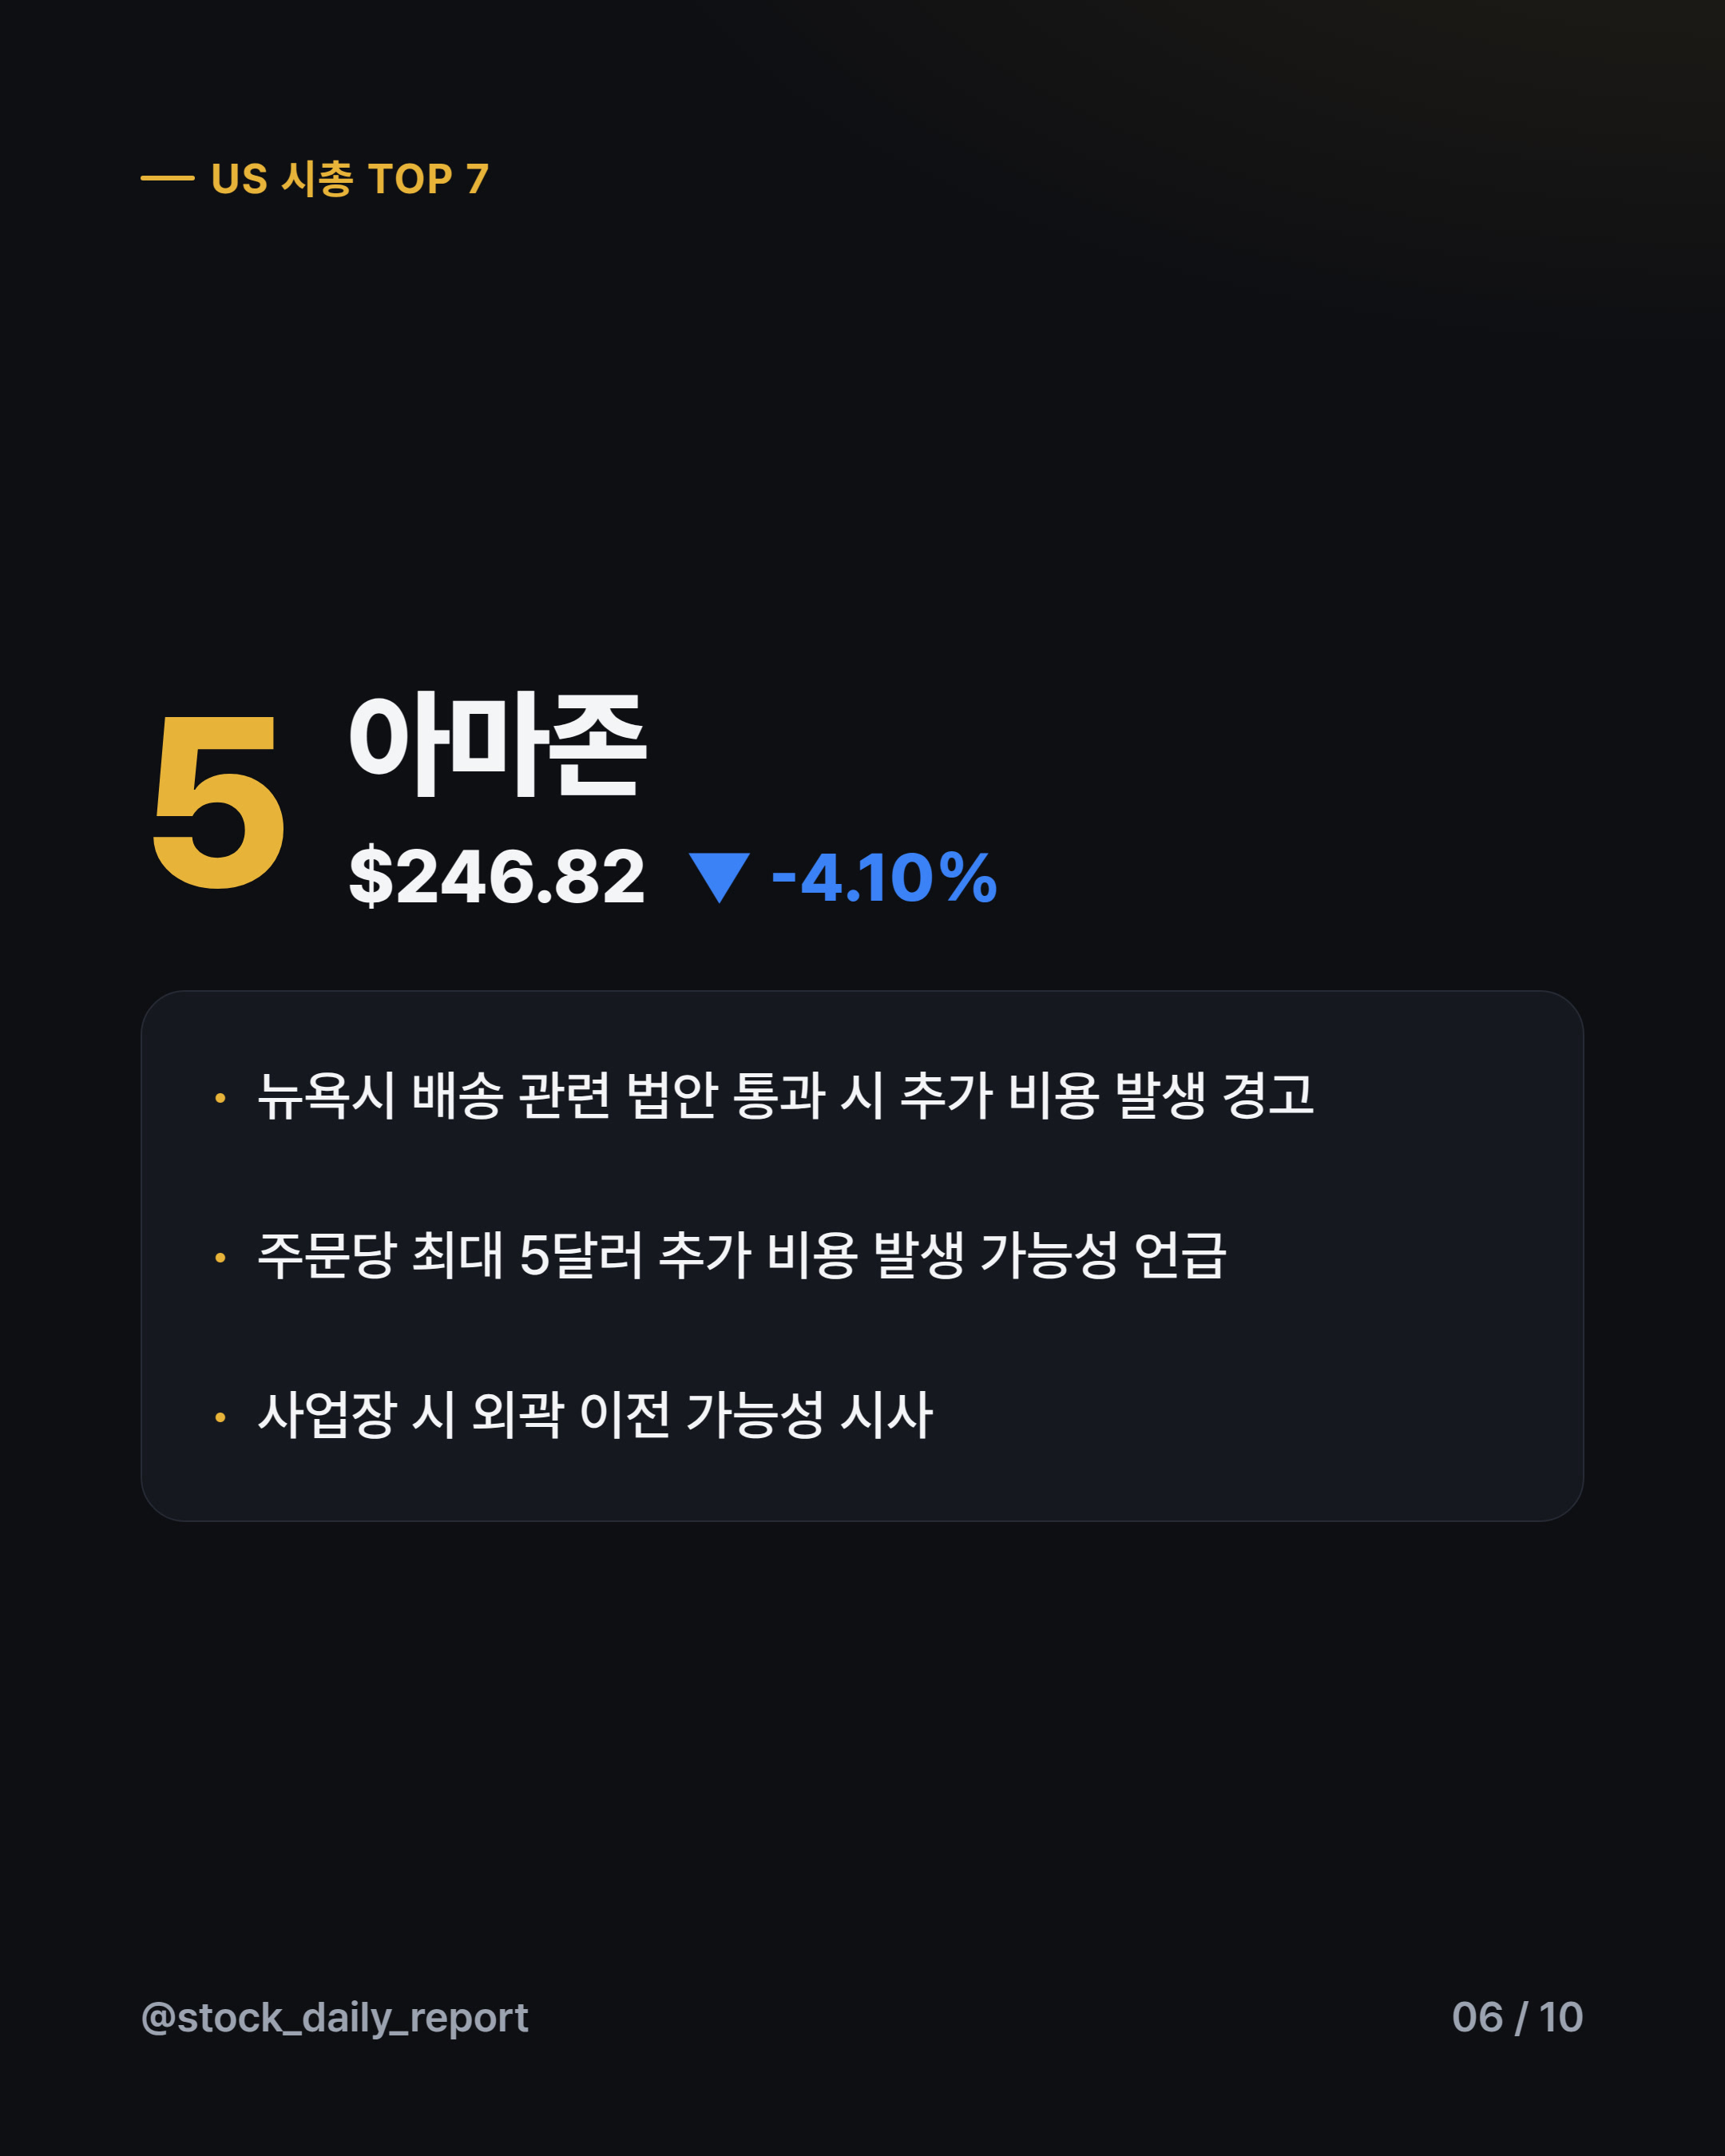 US 시총 TOP 7
5
아마존
$246.82 ▼ -4.10%
• 뉴욕시 배송 관련 법안 통과 시 추가 비용 발생 경고
• 주문당 최대 5달러 추가 비용 발생 가능성 언급
• 사업장 시 외곽 이전 가능성 시사
@stock_daily_report
06 / 10